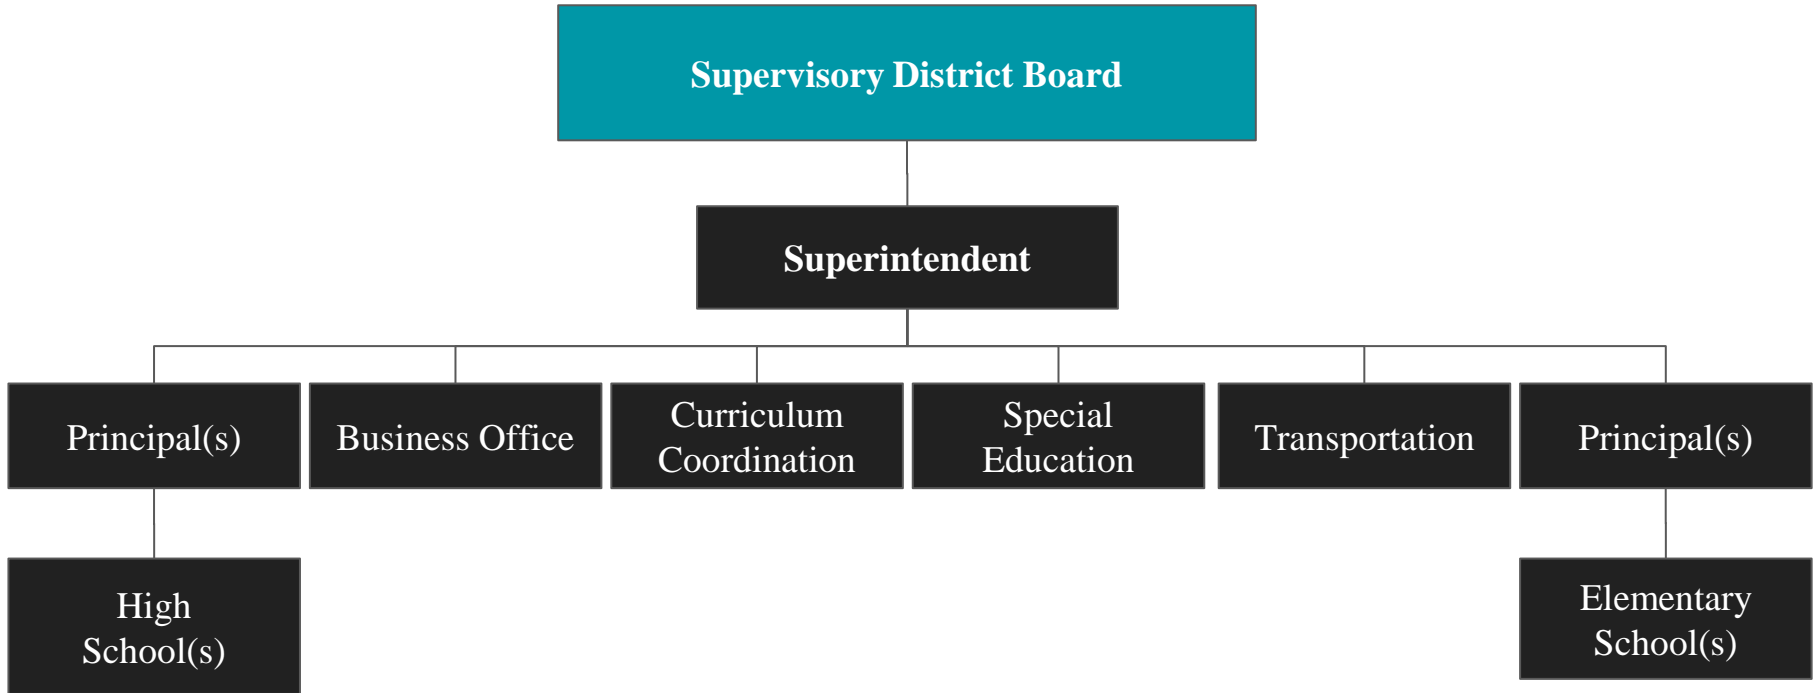 Supervisory District Board
Superintendent
Principal(s)
Business Office
Curriculum
Coordination
Special
Education
Transportation
Principal(s)
High
School(s)
Elementary
School(s)